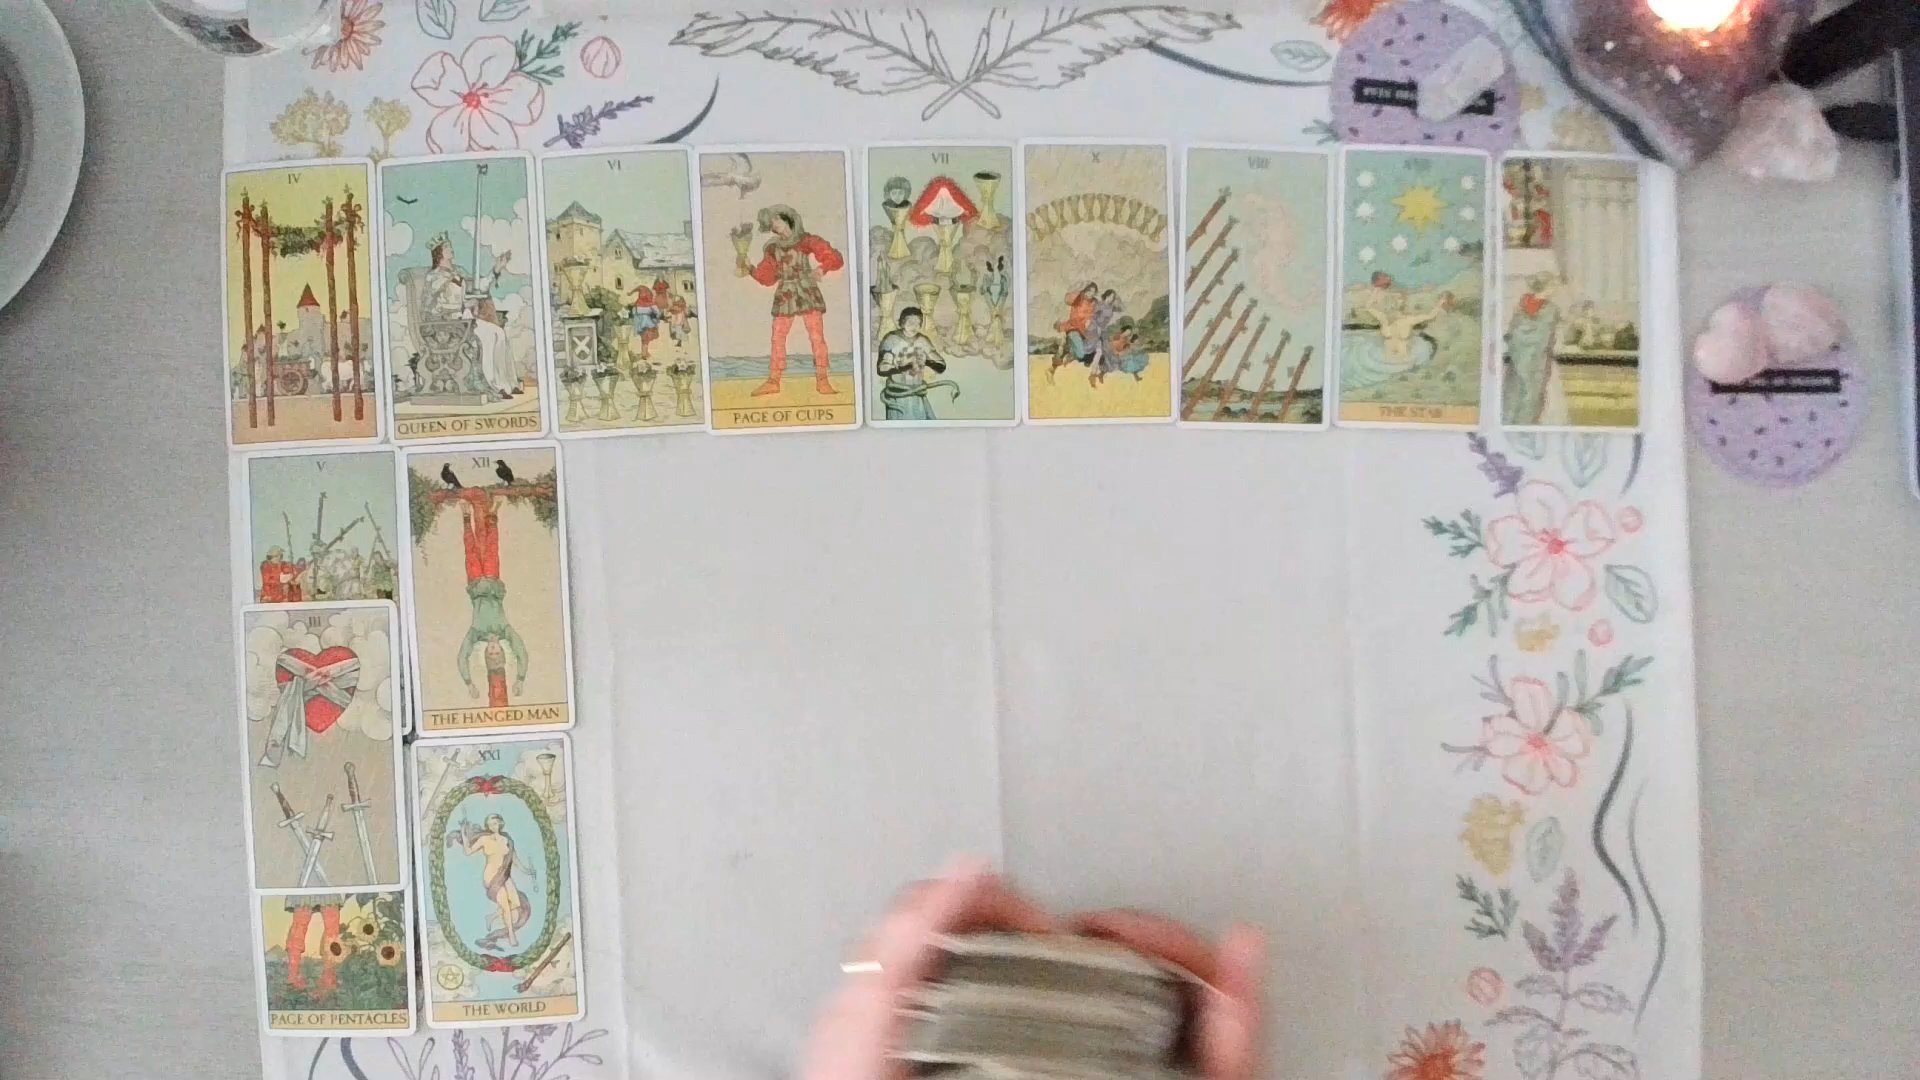 IV
VI
VII
X
VIII
XVII
QUEEN OF SWORDS
PAGE OF CUPS
THE STAR
V
XII
III
THE HANGED MAN
XXI
PAGE OF PENTACLES
THE WORLD